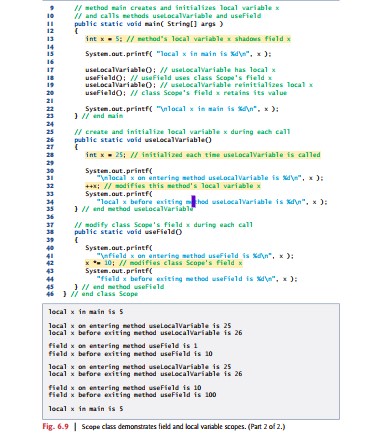 9 // method main creates and initializes local variable x
10 // and calls methods useLocalVariable and useField
11 public static void main( String[] args )
12 {
13 int x = 5; // method's local variable x shadows field x
14
15 System.out.printf( "local x in main is %d\n", x );
16
17 useLocalVariable(); // useLocalVariable has local x
18 useField(); // useField uses class Scope's field x
19 useLocalVariable(); // useLocalVariable reinitializes local x
20 useField(); // class Scope's field x retains its value
21
22 System.out.printf( "\nlocal x in main is %d\n", x );
23 } // end main
24
25 // create and initialize local variable x during each call
26 public static void useLocalVariable()
27 {
28 int x = 25; // initialized each time useLocalVariable is called
29
30 System.out.printf(
31 "\nlocal x on entering method useLocalVariable is %d\n", x );
32 ++x; // modifies this method's local variable x
33 System.out.printf(
34 "local x before exiting method useLocalVariable is %d\n", x );
35 } // end method useLocalVariable
36
37 // modify class Scope's field x during each call
38 public static void useField()
39 {
40 System.out.printf(
41 "\nfield x on entering method useField is %d\n", x );
42 x *= 10; // modifies class Scope's field x
43 System.out.printf(
44 "field x before exiting method useField is %d\n", x );
45 } // end method useField
46 } // end class Scope
local x in main is 5
local x on entering method useLocalVariable is 25
local x before exiting method useLocalVariable is 26
field x on entering method useField is 1
field x before exiting method useField is 10
local x on entering method useLocalVariable is 25
local x before exiting method useLocalVariable is 26
field x on entering method useField is 10
field x before exiting method useField is 100
local x in main is 5
Fig. 6.9 | Scope class demonstrates field and local variable scopes. (Part 2 of 2.)